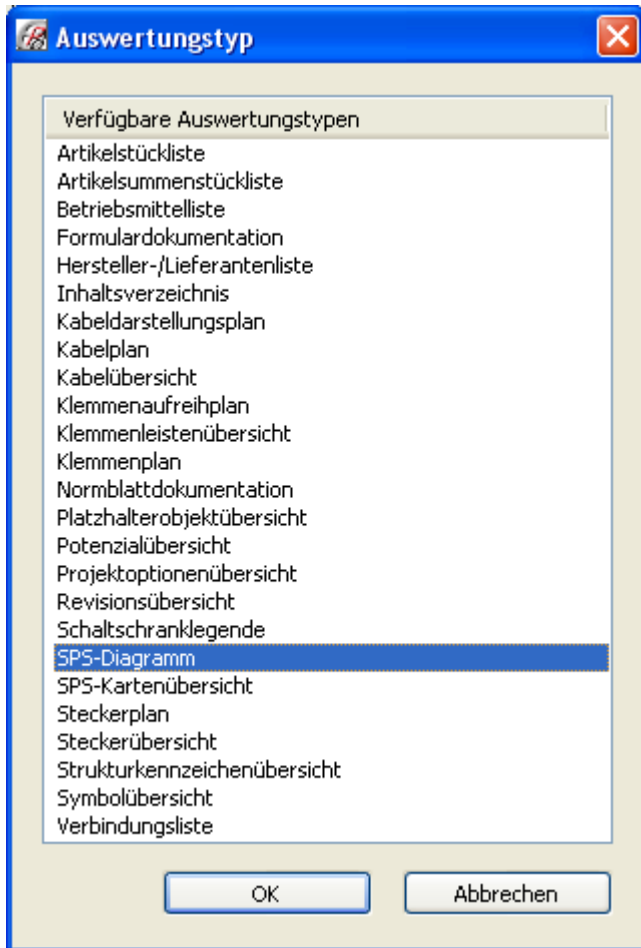 Auswertungstyp
Verfügbare Auswertungstypen
Artikelstückliste
Artikelsummenstückliste
Betriebsmittelliste
Formulardokumentation
Hersteller-/Lieferantenliste
Inhaltsverzeichnis
Kabeldarstellungsplan
Kabelplan
Kabelübersicht
Klemmenaufreihplan
Klemmenleistenübersicht
Klemmenplan
Normblattdokumentation
Platzhalterobjektübersicht
Potenzialübersicht
Projektoptionenübersicht
Revisionsübersicht
Schaltschranklegende
SPS-Diagramm
SPS-Kartenübersicht
Steckerplan
Steckerübersicht
Strukturkennzeichenübersicht
Symbolübersicht
Verbindungsliste
OK Abbrechen